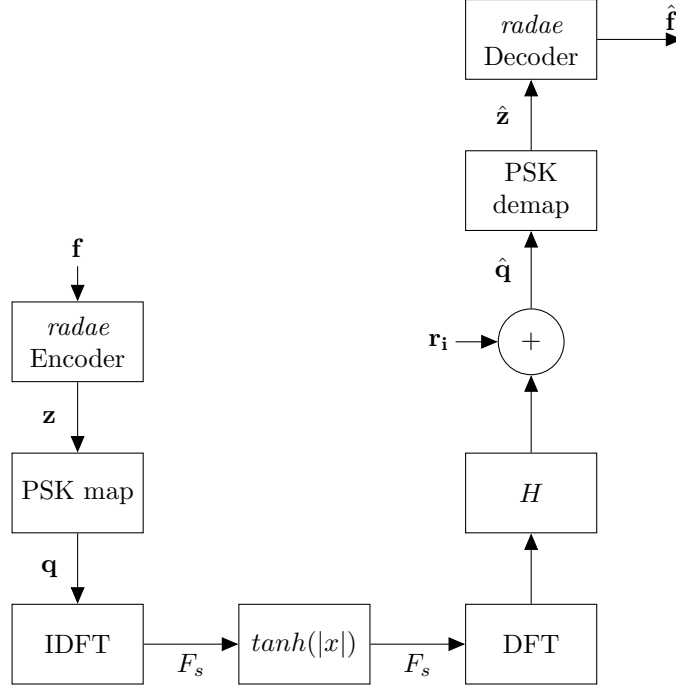 f
radae
Encoder
z
PSK map
q
IDFT
F_s
tanh(|x|)
F_s
DFT
H
r_i
+
q̂
PSK
demap
ẑ
radae
Decoder
f̂